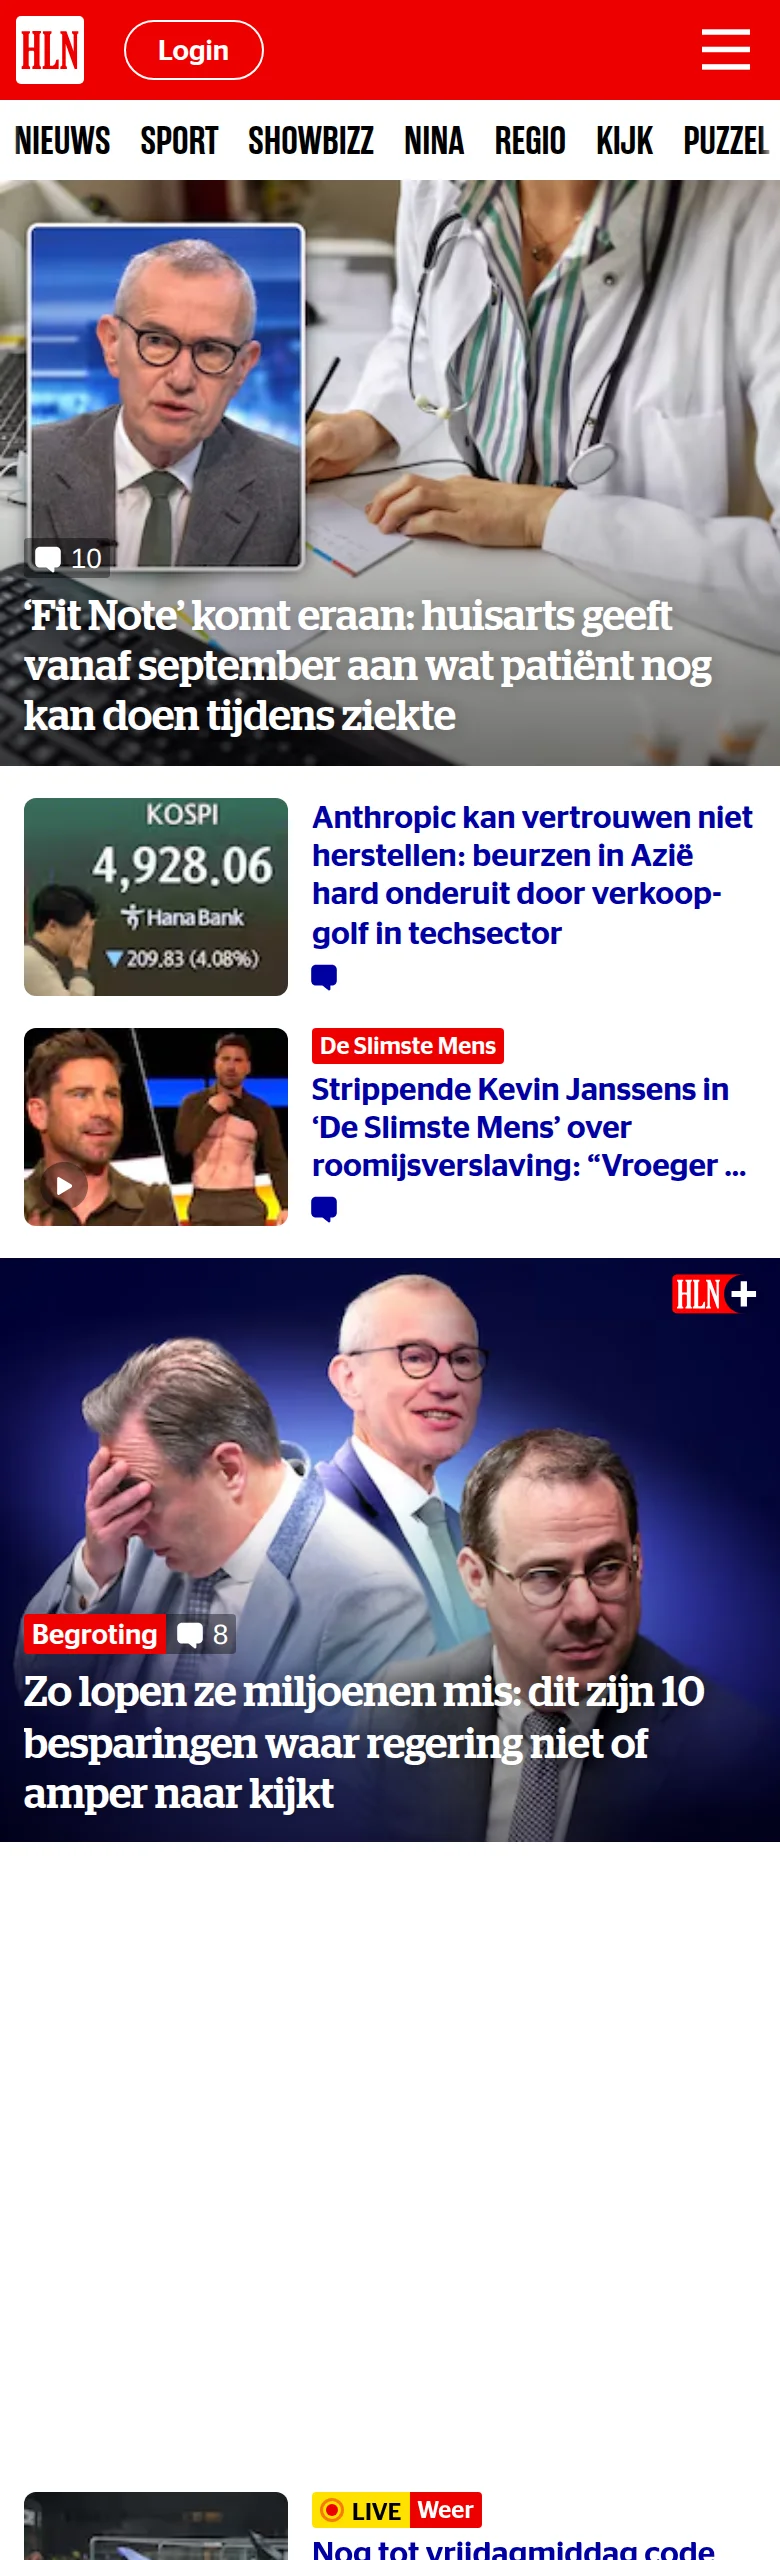 HLN
Login
NIEUWS SPORT SHOWBIZZ NINA REGIO KIJK PUZZEL
10
‘Fit Note’ komt eraan: huisarts geeft
vanaf september aan wat patiënt nog
kan doen tijdens ziekte
KOSPI
4,928.06
Hana Bank
▼209.83 (4.08%)
Anthropic kan vertrouwen niet
herstellen: beurzen in Azië
hard onderuit door verkoop-
golf in techsector
De Slimste Mens
Strippende Kevin Janssens in
‘De Slimste Mens’ over
roomijsverslaving: “Vroeger ...
HLN+
Begroting 8
Zo lopen ze miljoenen mis: dit zijn 10
besparingen waar regering niet of
amper naar kijkt
LIVE Weer
Nog tot vrijdagmiddag code